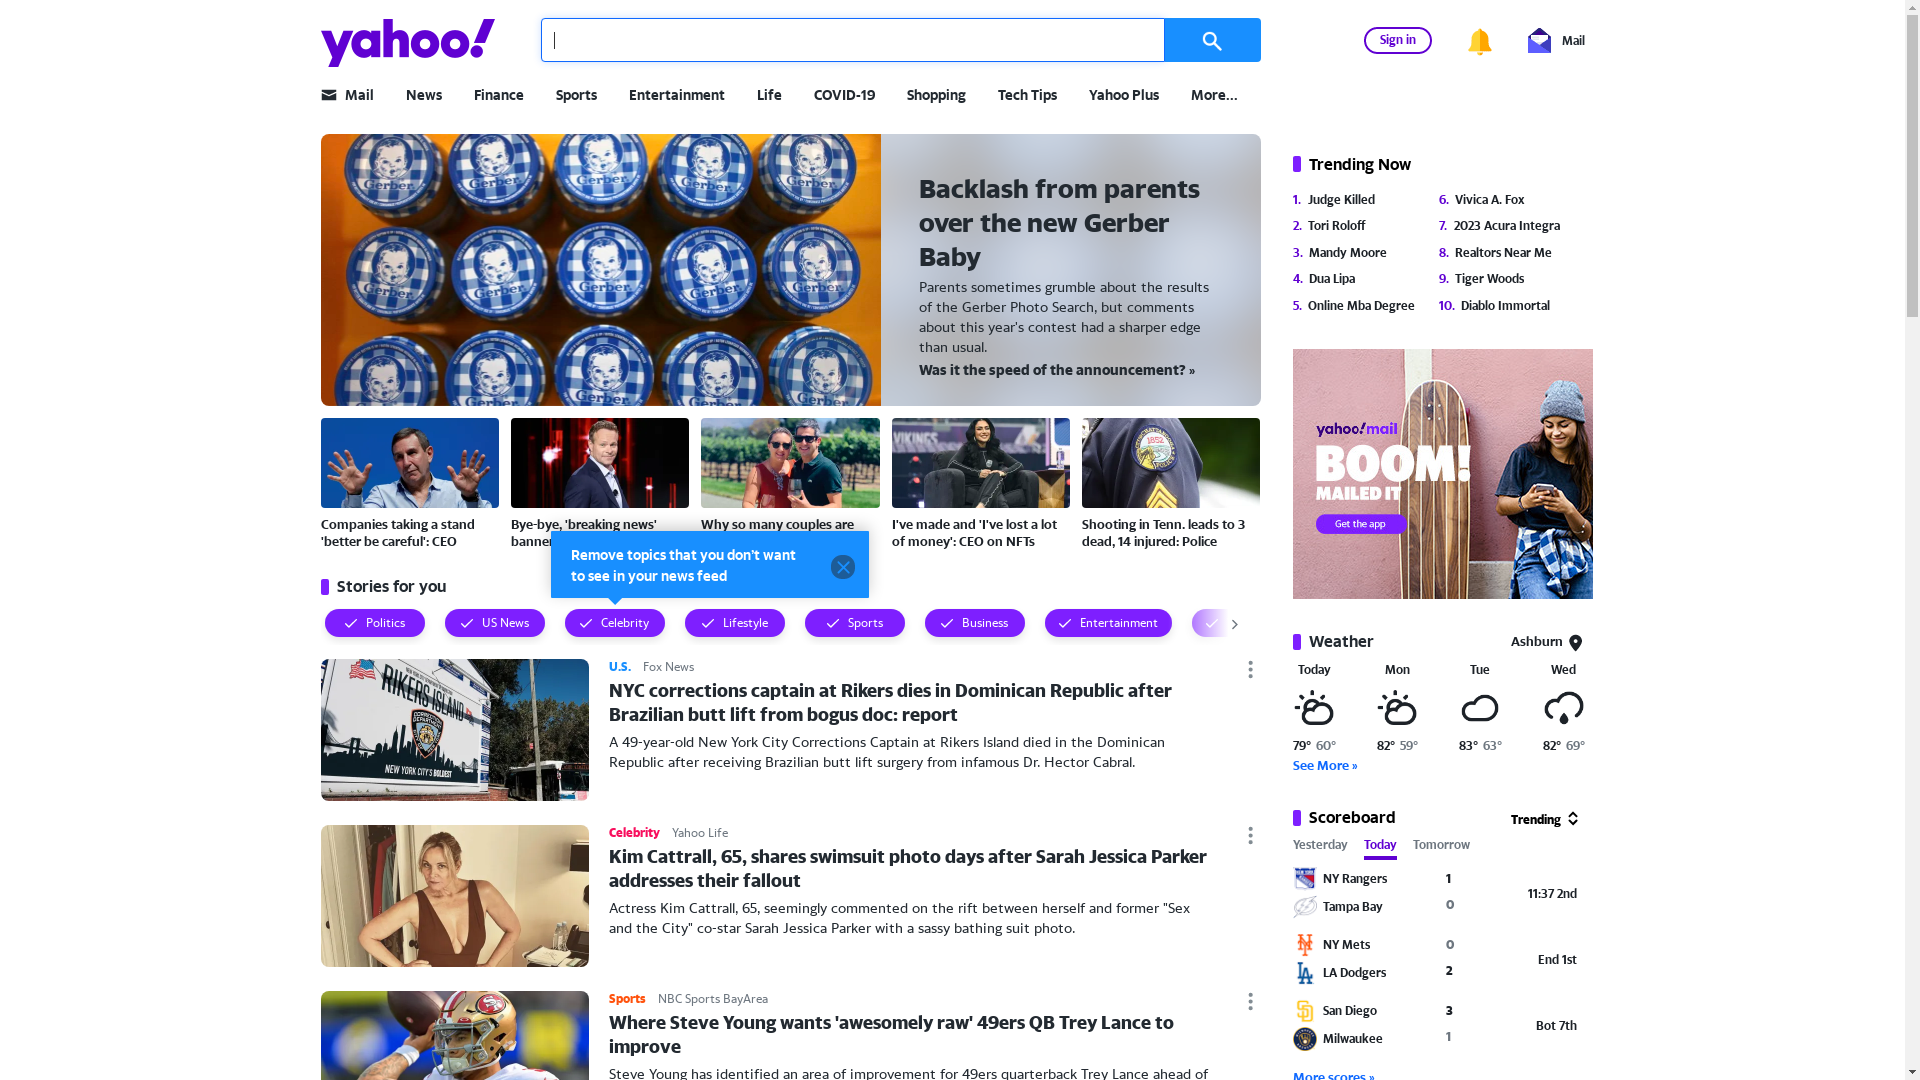 yahoo!
Sign in
Mail
Mail
News
Finance
Sports
Entertainment
Life
COVID-19
Shopping
Tech Tips
Yahoo Plus
More...
Gerber
Backlash from parents
over the new Gerber
Baby
Parents sometimes grumble about the results
of the Gerber Photo Search, but comments
about this year's contest had a sharper edge
than usual.
Was it the speed of the announcement? »
Companies taking a stand
'better be careful': CEO
Bye-bye, 'breaking news'
banner
Why so many couples are
VIKINGS
I've made and 'I've lost a lot
of money': CEO on NFTs
1852
Shooting in Tenn. leads to 3
dead, 14 injured: Police
Remove topics that you don't want
to see in your news feed
Stories for you
Politics
US News
Celebrity
Lifestyle
Sports
Business
Entertainment
RIKERS ISLAND
NEW YORK CITY'S BOLDEST
U.S.
Fox News
NYC corrections captain at Rikers dies in Dominican Republic after
Brazilian butt lift from bogus doc: report
A 49-year-old New York City Corrections Captain at Rikers Island died in the Dominican
Republic after receiving Brazilian butt lift surgery from infamous Dr. Hector Cabral.
Celebrity
Yahoo Life
Kim Cattrall, 65, shares swimsuit photo days after Sarah Jessica Parker
addresses their fallout
Actress Kim Cattrall, 65, seemingly commented on the rift between herself and former "Sex
and the City" co-star Sarah Jessica Parker with a sassy bathing suit photo.
Sports
NBC Sports BayArea
Where Steve Young wants 'awesomely raw' 49ers QB Trey Lance to
improve
Steve Young has identified an area of improvement for 49ers quarterback Trey Lance ahead of
Trending Now
1. Judge Killed
2. Tori Roloff
3. Mandy Moore
4. Dua Lipa
5. Online Mba Degree
6. Vivica A. Fox
7. 2023 Acura Integra
8. Realtors Near Me
9. Tiger Woods
10. Diablo Immortal
yahoo!mail
BOOM!
MAILED IT
Get the app
Weather
Ashburn
Today
Mon
Tue
Wed
79° 60°
82° 59°
83° 63°
82° 69°
See More »
Scoreboard
Trending
Yesterday
Today
Tomorrow
NY Rangers 1
Tampa Bay 0
11:37 2nd
NY Mets 0
LA Dodgers 2
End 1st
San Diego 3
Milwaukee 1
Bot 7th
More scores »